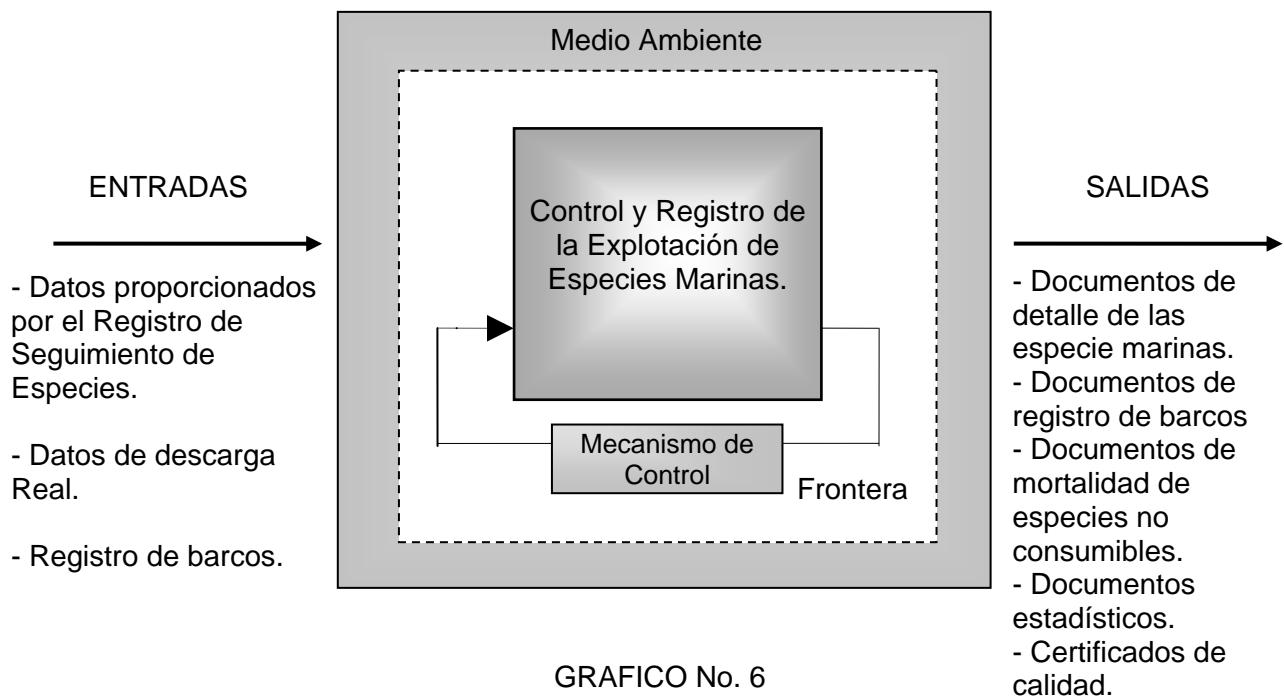 Medio Ambiente
ENTRADAS
- Datos proporcionados
por el Registro de
Seguimiento de
Especies.
- Datos de descarga
Real.
- Registro de barcos.
Control y Registro de
la Explotación de
Especies Marinas.
Mecanismo de
Control
Frontera
SALIDAS
- Documentos de
detalle de las
especie marinas.
- Documentos de
registro de barcos
- Documentos de
mortalidad de
especies no
consumibles.
- Documentos
estadísticos.
- Certificados de
calidad.
GRAFICO No. 6